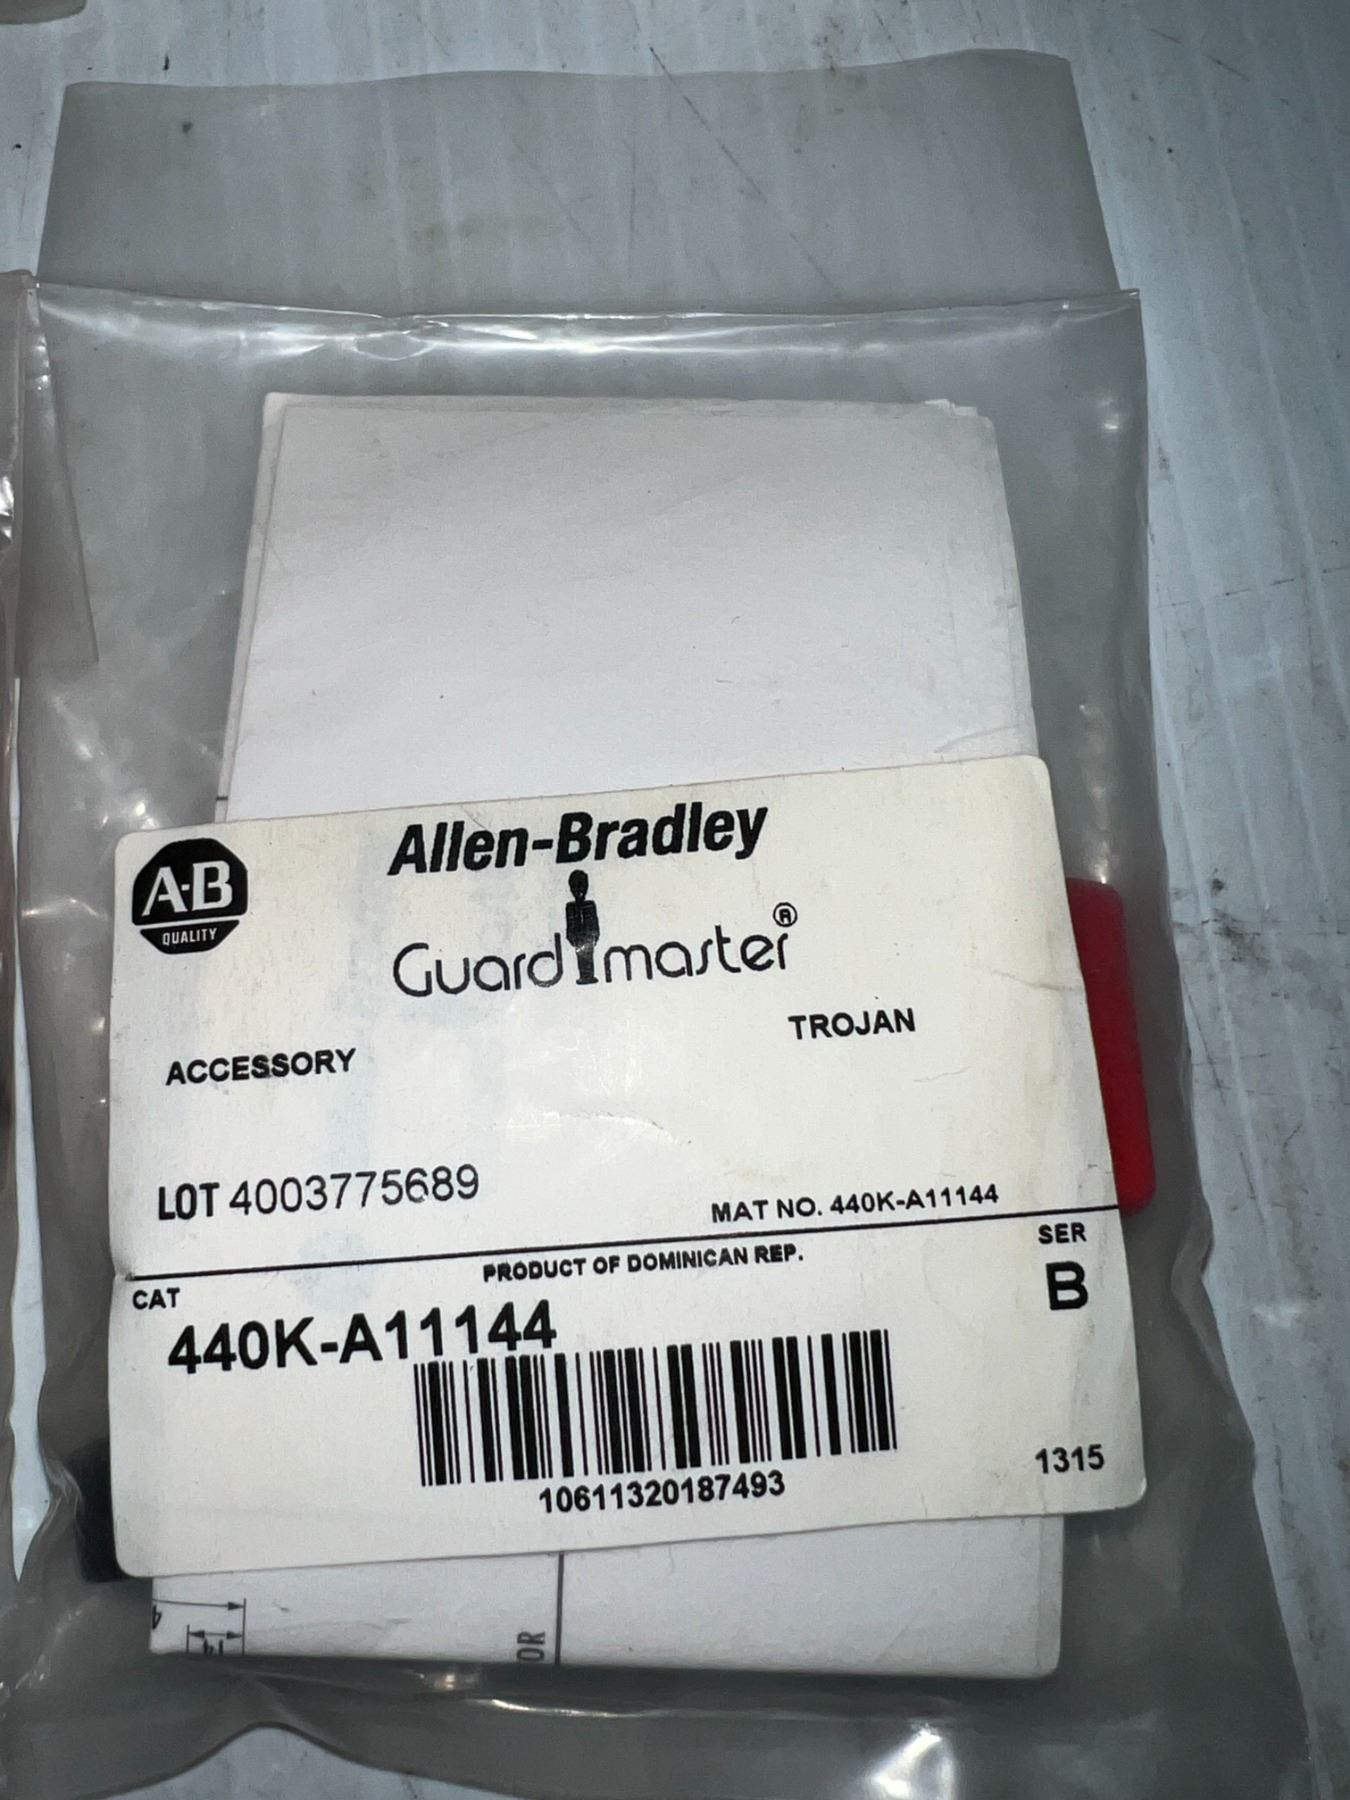 A-B
QUALITY
Allen-Bradley
Guardmaster®
TROJAN
ACCESSORY
LOT 4003775689
MAT NO. 440K-A11144
PRODUCT OF DOMINICAN REP.
SER
B
CAT
440K-A11144
10611320187493
1315
OR